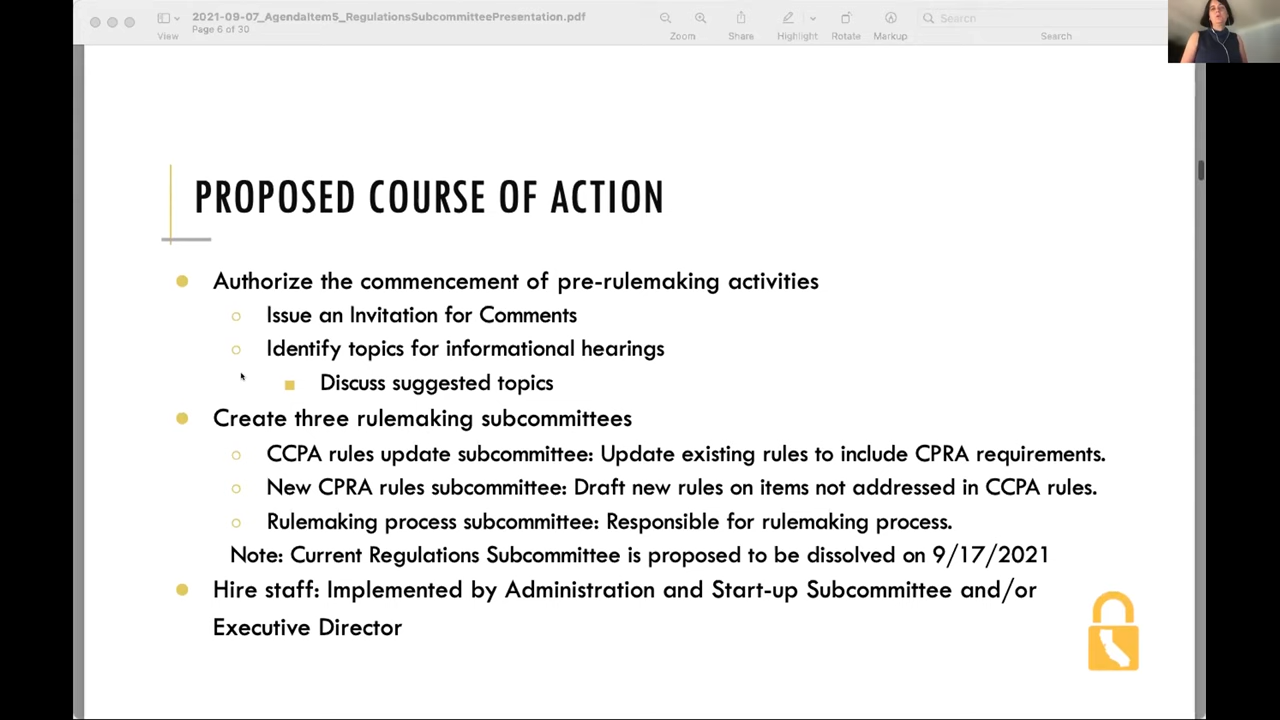 2021-09-07_AgendaItem5_RegulationsSubcommitteePresentation.pdf
Page 6 of 30
View
Zoom
Share
Highlight
Rotate
Markup
Search
Search
PROPOSED COURSE OF ACTION
Authorize the commencement of pre-rulemaking activities
Issue an Invitation for Comments
Identify topics for informational hearings
Discuss suggested topics
Create three rulemaking subcommittees
CCPA rules update subcommittee: Update existing rules to include CPRA requirements.
New CPRA rules subcommittee: Draft new rules on items not addressed in CCPA rules.
Rulemaking process subcommittee: Responsible for rulemaking process.
Note: Current Regulations Subcommittee is proposed to be dissolved on 9/17/2021
Hire staff: Implemented by Administration and Start-up Subcommittee and/or
Executive Director